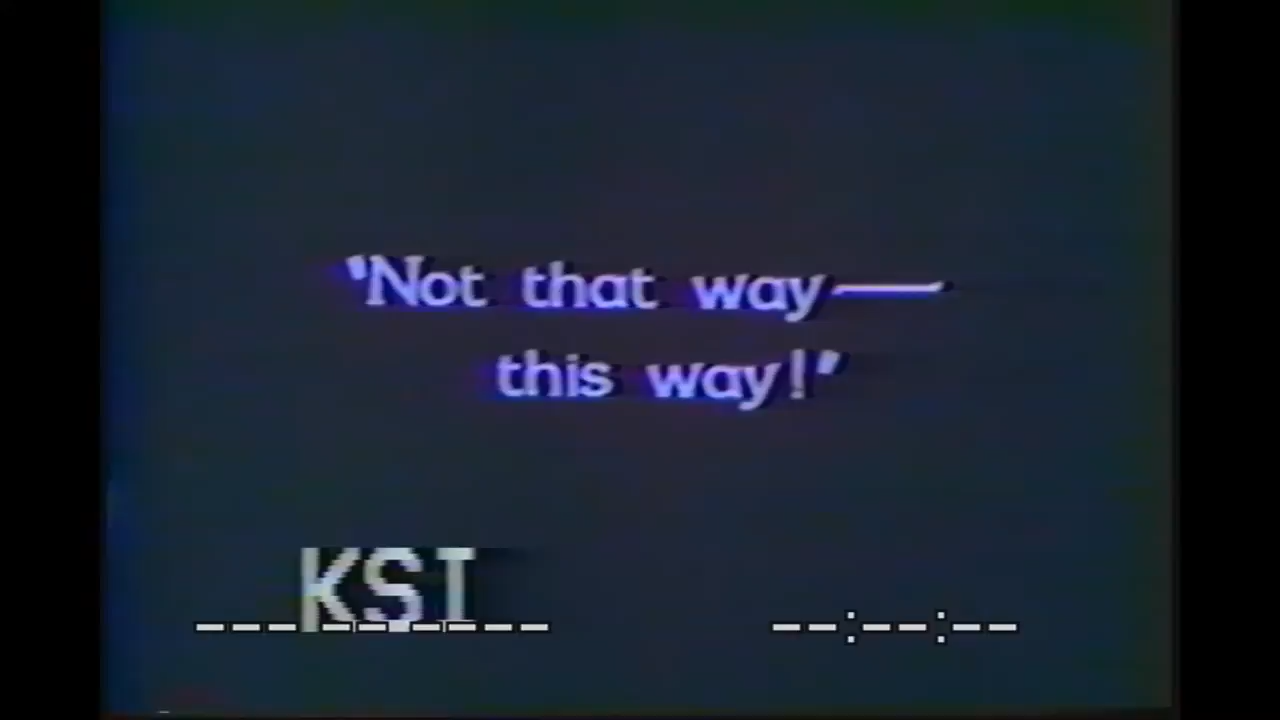 "Not that way—
this way!"
KSI
--- -- ---- --:--:--